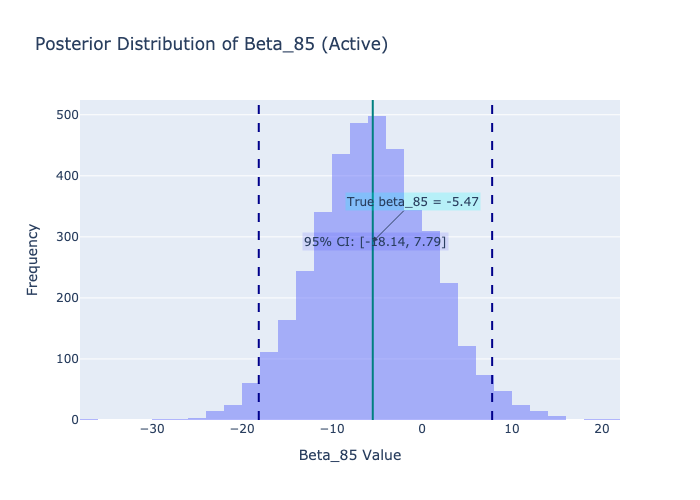 Posterior Distribution of Beta_85 (Active)
500
400
300
200
100
0
Frequency
True beta_85 = -5.47
95% CI: [-18.14, 7.79]
−30
−20
−10
0
10
20
Beta_85 Value